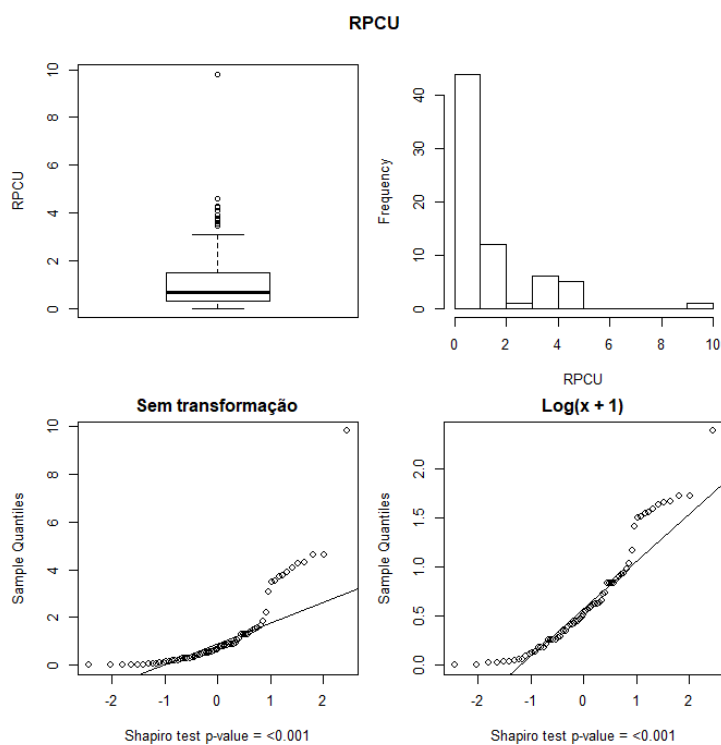 RPCU
10
8
6
4
2
0
RPCU
40
30
20
10
0
Frequency
0 2 4 6 8 10
RPCU
Sem transformação
10
8
6
4
2
0
Sample Quantiles
-2 -1 0 1 2
Shapiro test p-value = <0.001
Log(x + 1)
2.0
1.5
1.0
0.5
0.0
Sample Quantiles
-2 -1 0 1 2
Shapiro test p-value = <0.001